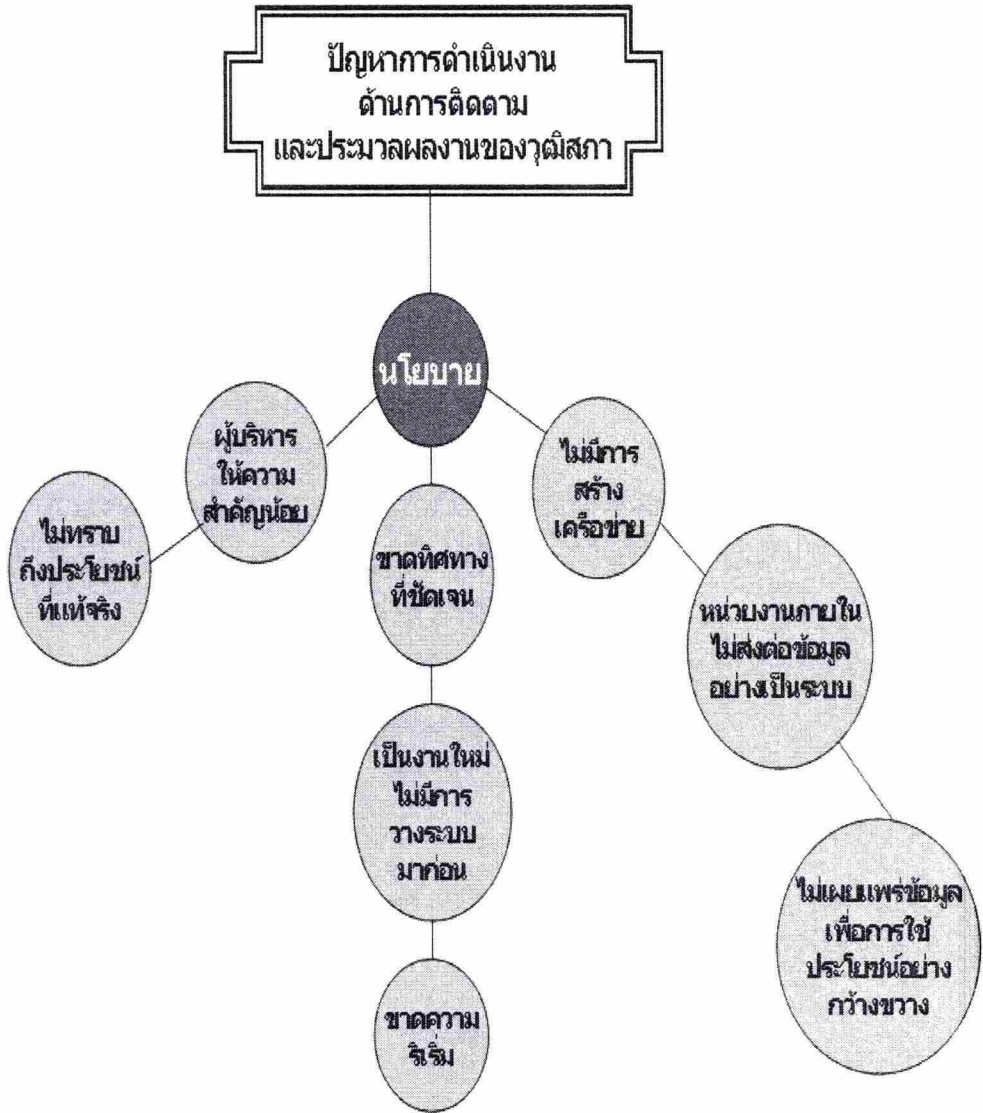 ปัญหาการดำเนินงาน
ด้านการติดตาม
และประมวลผลงานของวุฒิสภา
นโยบาย
ผู้บริหาร
ให้ความ
สำคัญน้อย
ไม่ทราบ
ถึงประโยชน์
ที่แท้จริง
ขาดทิศทาง
ที่ชัดเจน
เป็นงานใหม่
ไม่มีการ
วางระบบ
มาก่อน
ขาดความ
ริเริ่ม
ไม่มีการ
สร้าง
เครือข่าย
หน่วยงานภายใน
ไม่ส่งต่อข้อมูล
อย่างเป็นระบบ
ไม่เผยแพร่ข้อมูล
เพื่อการใช้
ประโยชน์อย่าง
กว้างขวาง